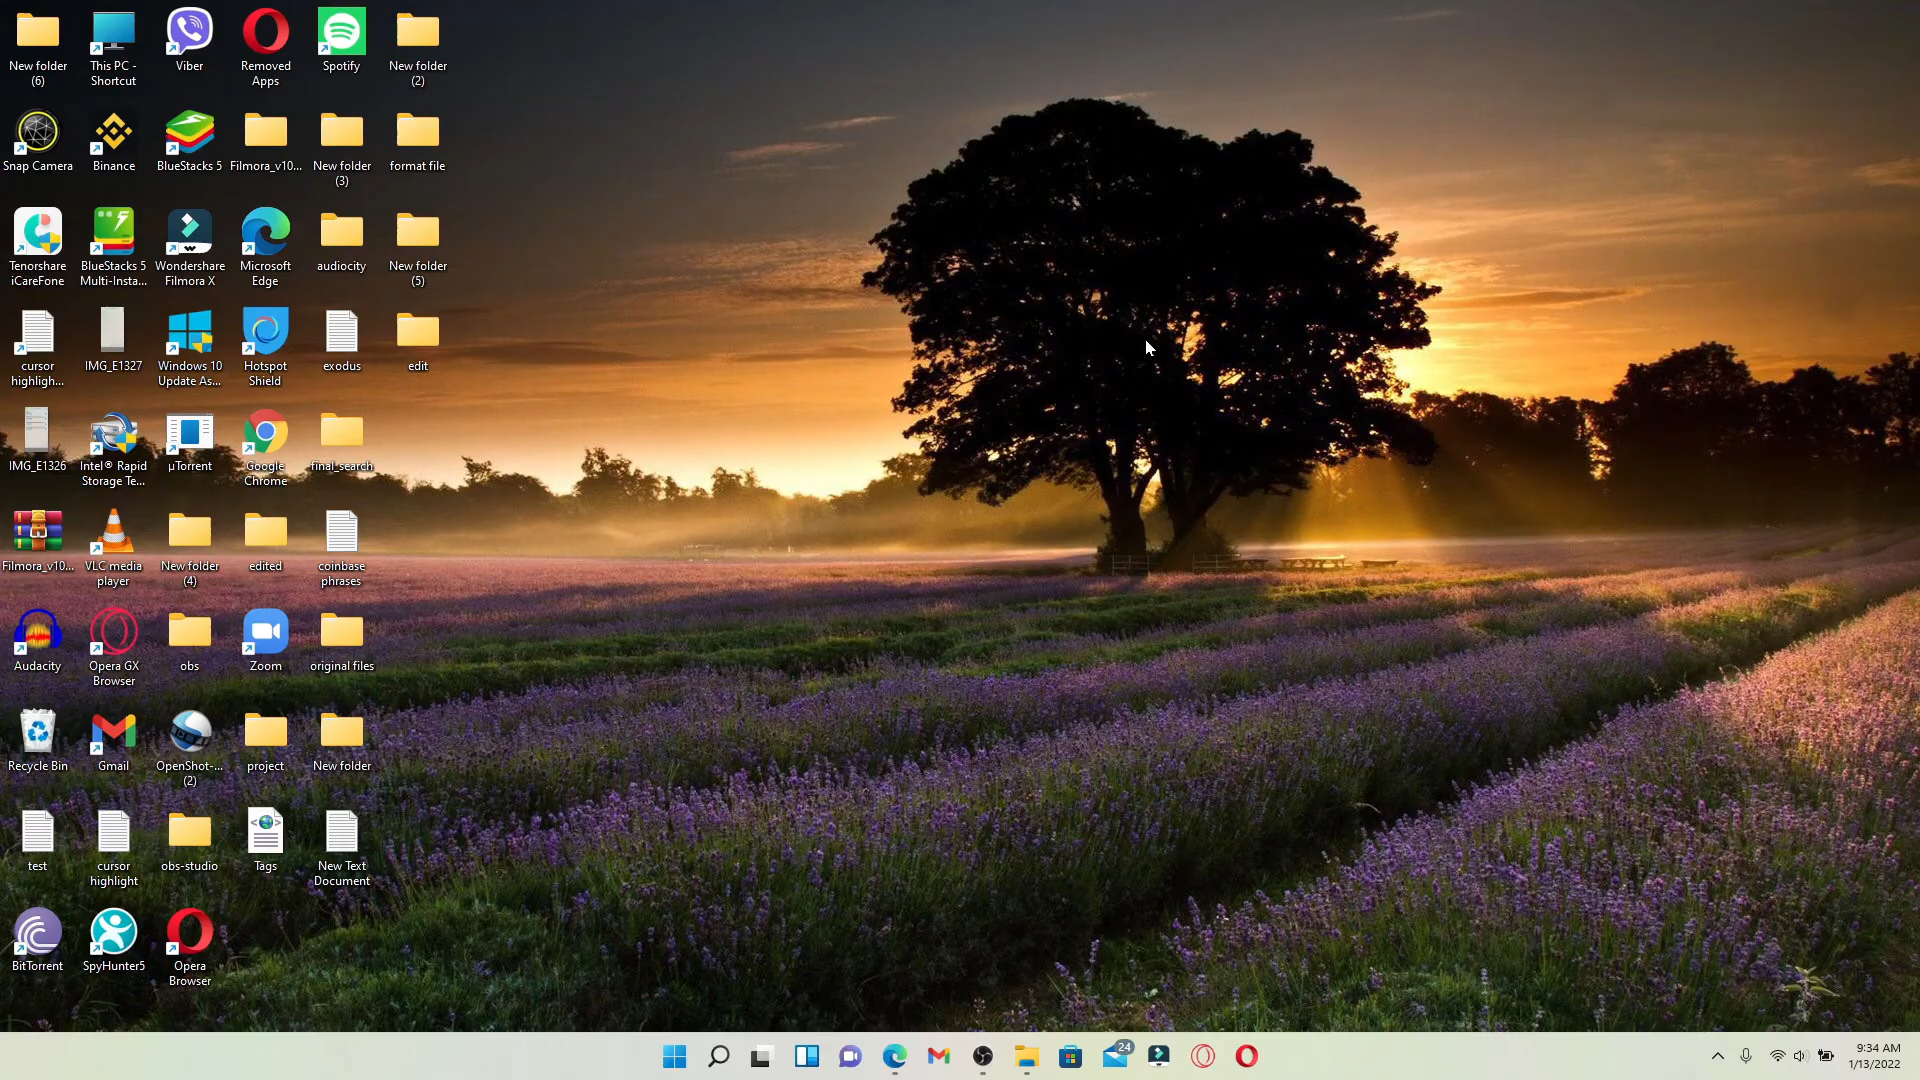 New folder
(6)
This PC -
Shortcut
Viber
Removed
Apps
Spotify
New folder
(2)
Snap Camera
Binance
BlueStacks 5
Filmora_v10...
New folder
(3)
format file
Tenorshare
iCareFone
BlueStacks 5
Multi-Insta...
Wondershare
Filmora X
Microsoft
Edge
audiocity
New folder
(5)
cursor
highligh...
IMG_E1327
Windows 10
Update As...
Hotspot
Shield
exodus
edit
IMG_E1326
Intel® Rapid
Storage Te...
µTorrent
Google
Chrome
final_search
Filmora_v10...
VLC media
player
New folder
(4)
edited
coinbase
phrases
Audacity
Opera GX
Browser
obs
Zoom
original files
Recycle Bin
Gmail
OpenShot-...
(2)
project
New folder
test
cursor
highlight
obs-studio
Tags
New Text
Document
BitTorrent
SpyHunter5
Opera
Browser
24
9:34 AM
1/13/2022